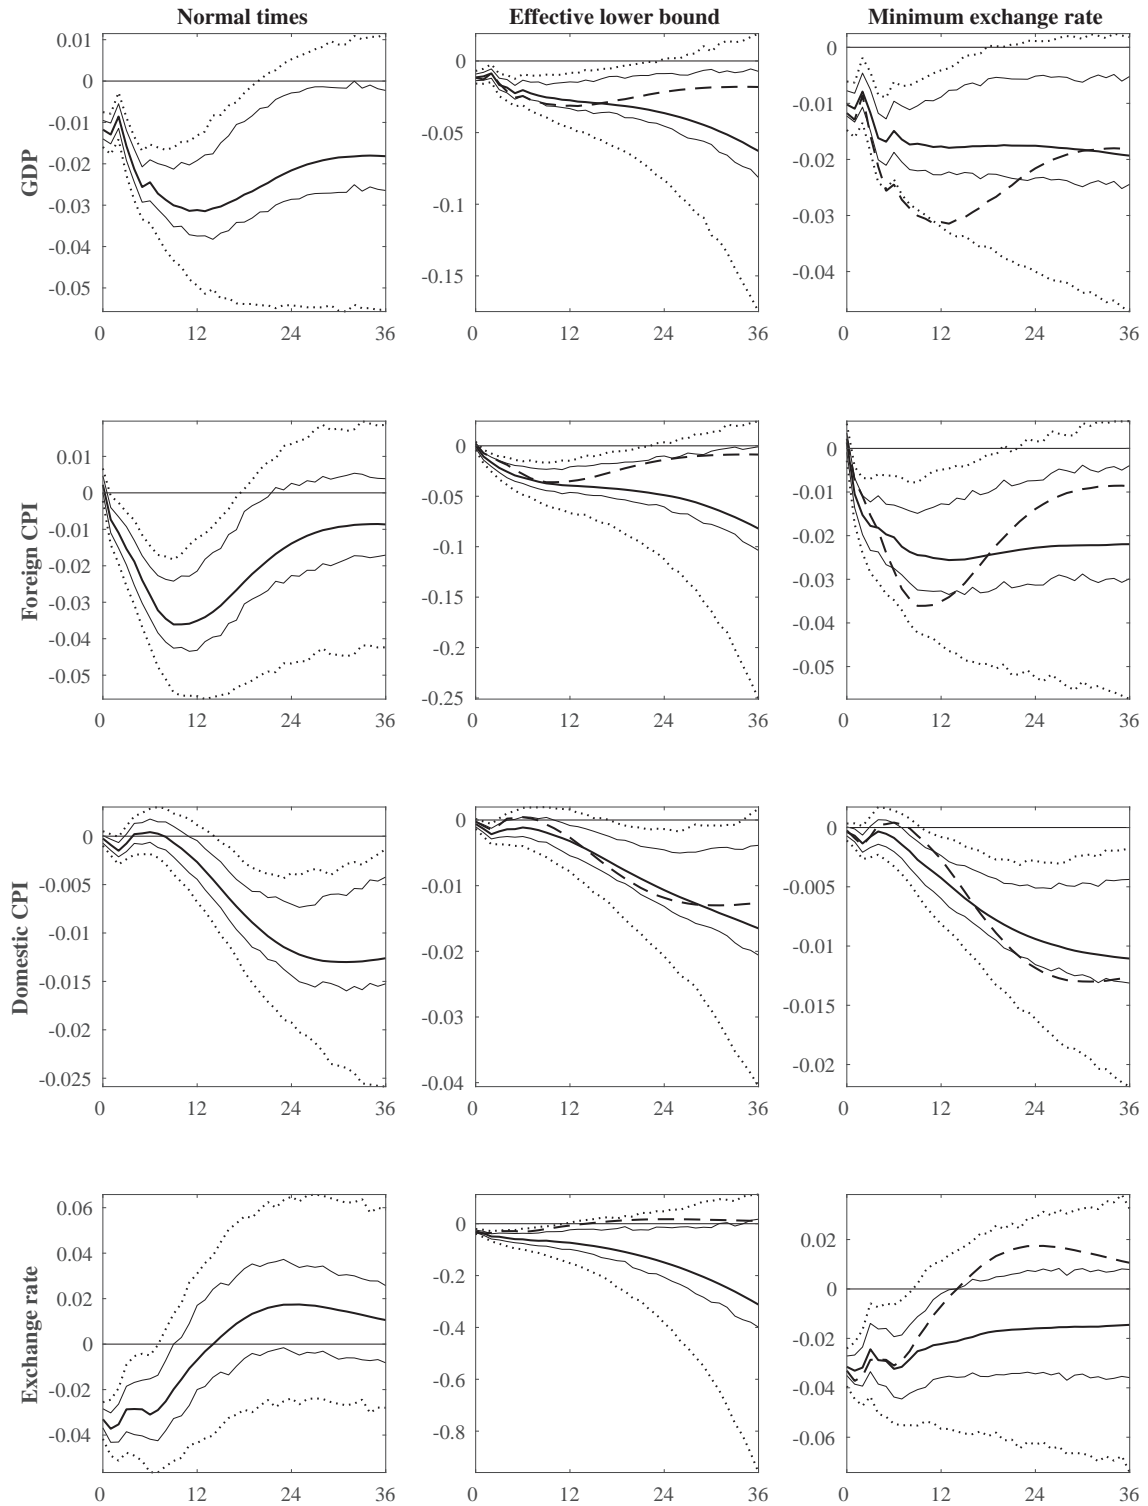 Normal times Effective lower bound Minimum exchange rate
GDP
0.01 0 -0.01 -0.02 -0.03 -0.04 -0.05
0 12 24 36
0 -0.05 -0.1 -0.15
0 12 24 36
0 -0.01 -0.02 -0.03 -0.04
0 12 24 36
Foreign CPI
0.01 0 -0.01 -0.02 -0.03 -0.04 -0.05
0 12 24 36
0 -0.05 -0.1 -0.15 -0.2 -0.25
0 12 24 36
0 -0.01 -0.02 -0.03 -0.04 -0.05
0 12 24 36
Domestic CPI
0 -0.005 -0.01 -0.015 -0.02 -0.025
0 12 24 36
0 -0.01 -0.02 -0.03 -0.04
0 12 24 36
0 -0.005 -0.01 -0.015 -0.02
0 12 24 36
Exchange rate
0.06 0.04 0.02 0 -0.02 -0.04
0 12 24 36
0 -0.2 -0.4 -0.6 -0.8
0 12 24 36
0.02 0 -0.02 -0.04 -0.06
0 12 24 36